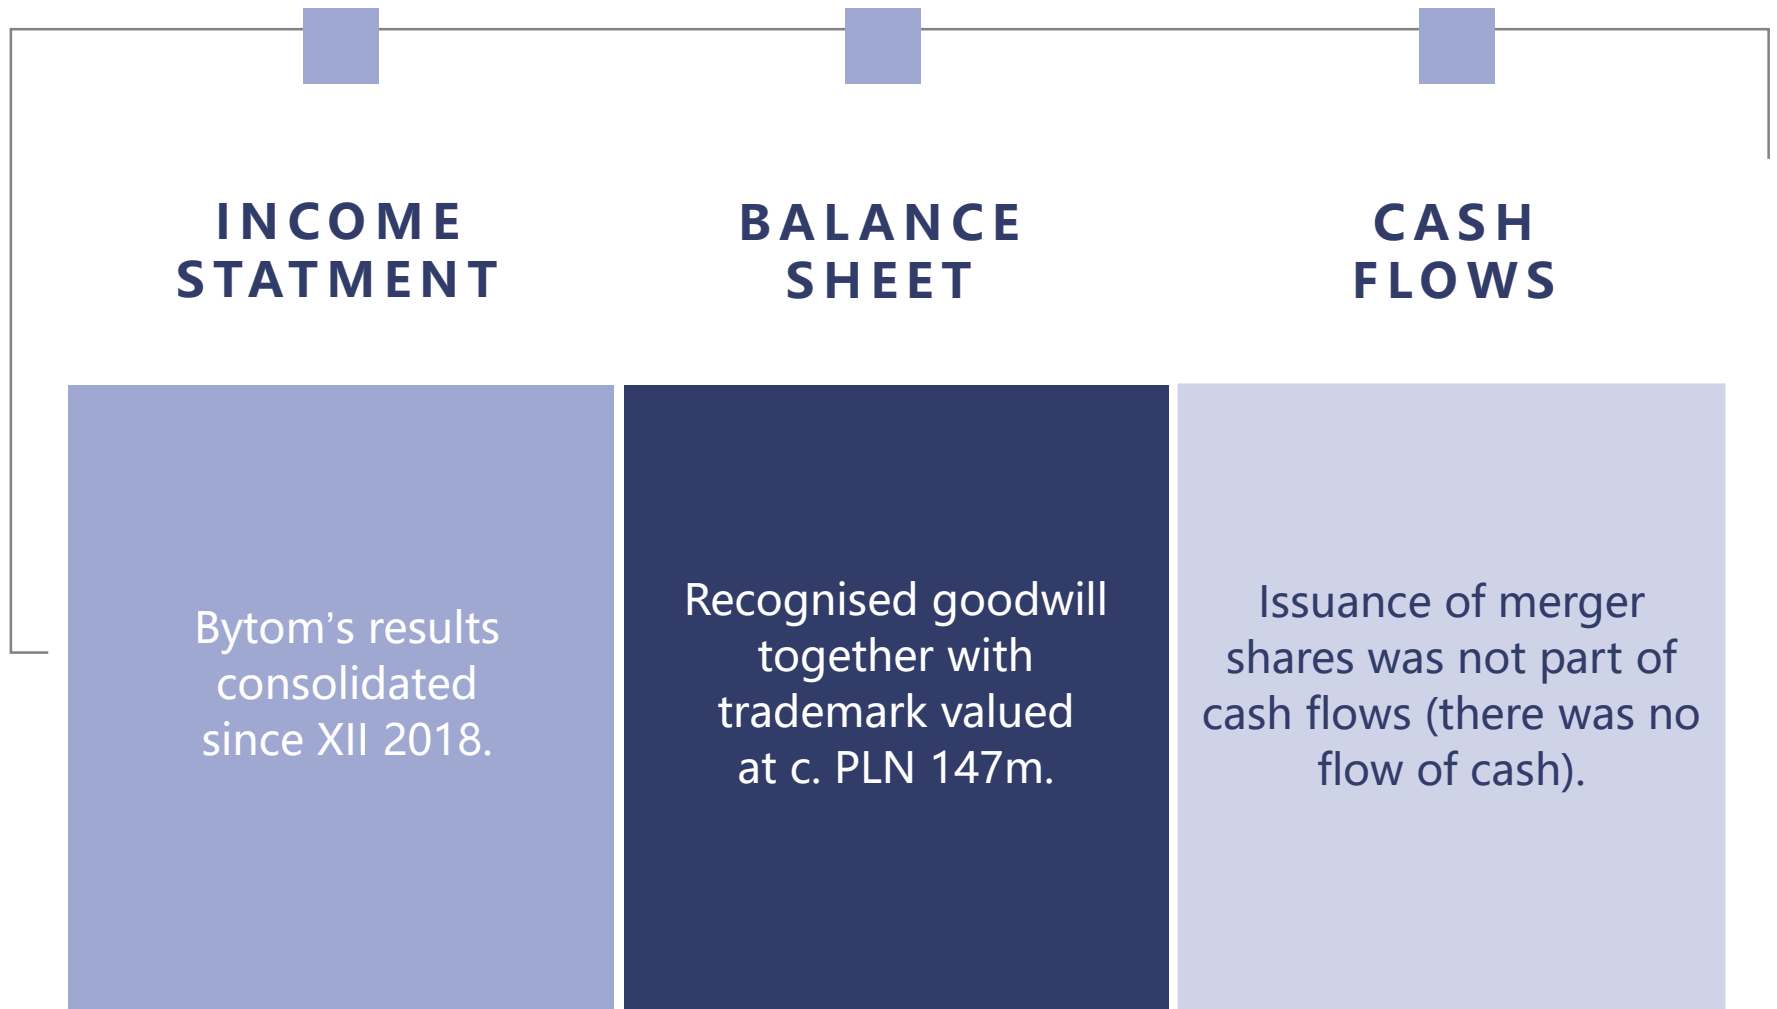 INCOME
STATMENT
BALANCE
SHEET
CASH
FLOWS
Bytom’s results
consolidated
since XII 2018.
Recognised goodwill
together with
trademark valued
at c. PLN 147m.
Issuance of merger
shares was not part of
cash flows (there was no
flow of cash).